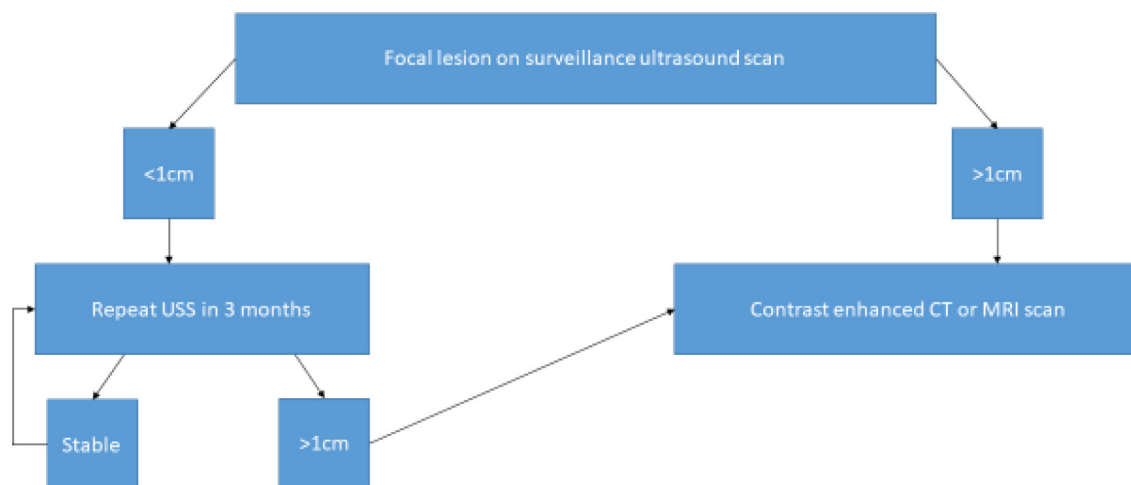 Focal lesion on surveillance ultrasound scan
<1cm
>1cm
Repeat USS in 3 months
Contrast enhanced CT or MRI scan
Stable
>1cm